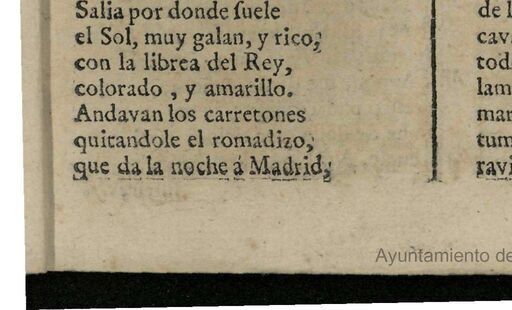 Salia por donde ſuele
el Sol, muy galan, y rico;
con la librea del Rey,
colorado , y amarillo.
Andavan los carretones
quitandole el romadizo,
que da la noche á Madrid;
de l
cav
tod
lam
mar
tum
ravi
Ayuntamiento de